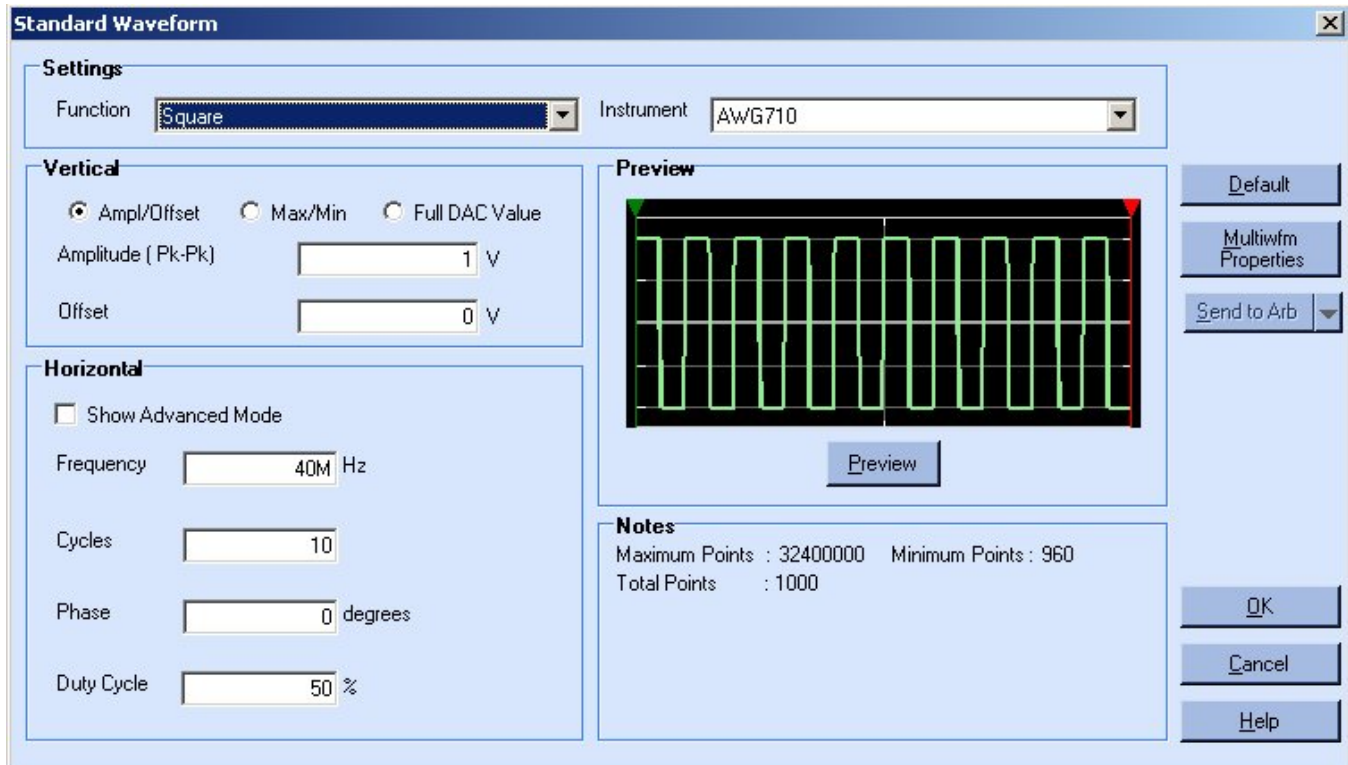 Standard Waveform
Settings
Function Square Instrument AWG710
Vertical
Ampl/Offset Max/Min Full DAC Value
Amplitude ( Pk-Pk) 1 V
Offset 0 V
Horizontal
Show Advanced Mode
Frequency 40M Hz
Cycles 10
Phase 0 degrees
Duty Cycle 50 %
Preview
Preview
Notes
Maximum Points : 32400000 Minimum Points : 960
Total Points : 1000
Default
Multiwfm
Properties
Send to Arb
OK
Cancel
Help